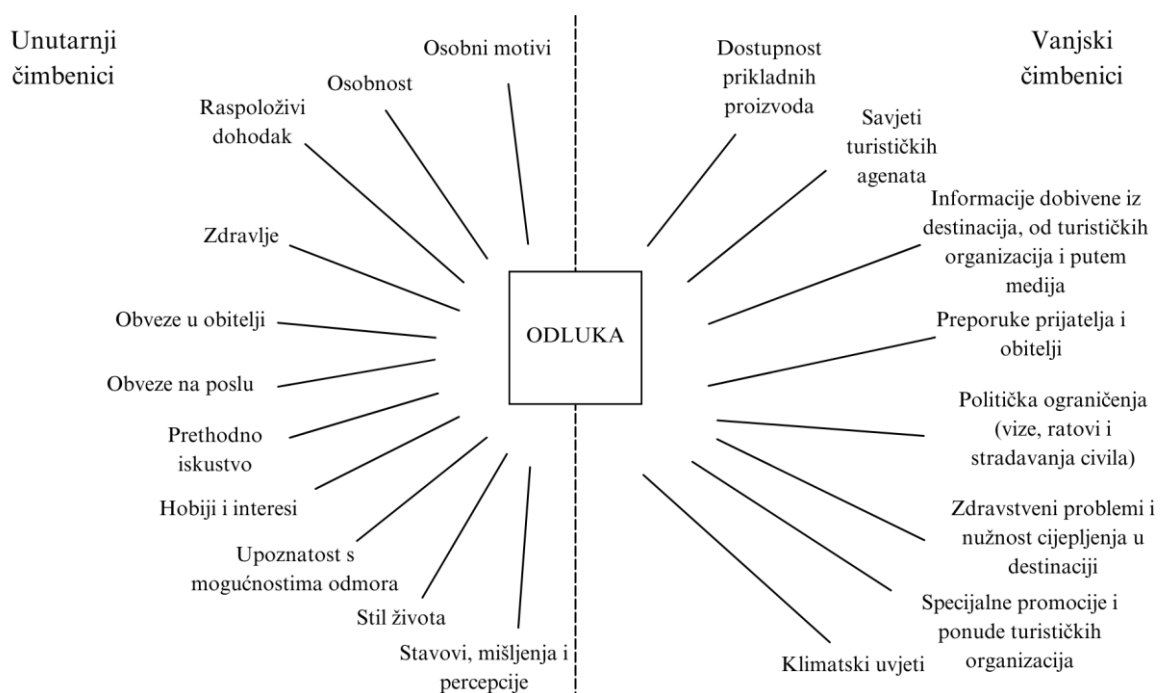 Unutarnji
čimbenici
Osobni motivi
Osobnost
Raspoloživi
dohodak
Zdravlje
Obveze u obitelji
Obveze na poslu
Prethodno
iskustvo
Hobiji i interesi
Upoznatost s
mogućnostima odmora
Stil života
Stavovi, mišljenja i
percepcije
ODLUKA
Vanjski
čimbenici
Dostupnost
prikladnih
proizvoda
Savjeti
turističkih
agenata
Informacije dobivene iz
destinacija, od turističkih
organizacija i putem
medija
Preporuke prijatelja i
obitelji
Politička ograničenja
(vize, ratovi i
stradavanja civila)
Zdravstveni problemi i
nužnost cijepljenja u
destinaciji
Specijalne promocije i
ponude turističkih
organizacija
Klimatski uvjeti